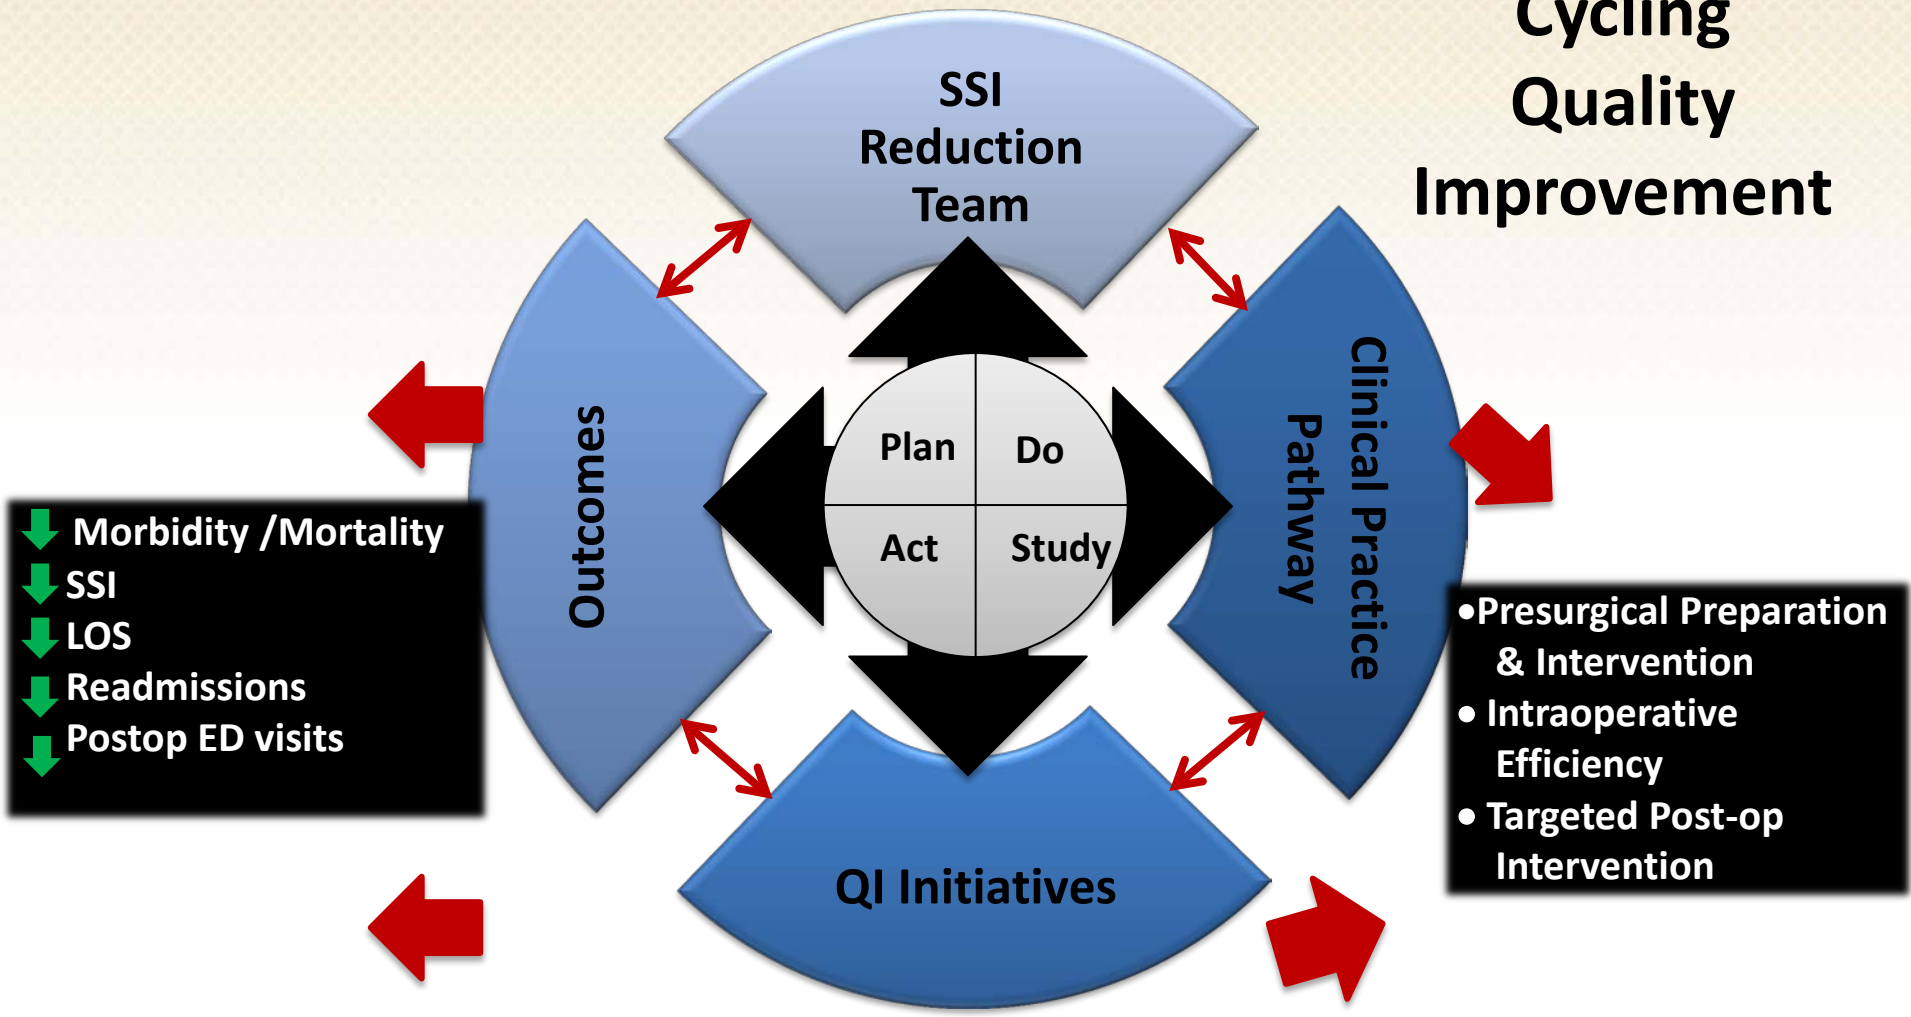 Cycling
Quality
Improvement
SSI
Reduction
Team
Clinical Practice
Pathway
Outcomes
Plan
Do
Act
Study
QI Initiatives
Morbidity /Mortality
SSI
LOS
Readmissions
Postop ED visits
•Presurgical Preparation
& Intervention
• Intraoperative
Efficiency
• Targeted Post-op
Intervention